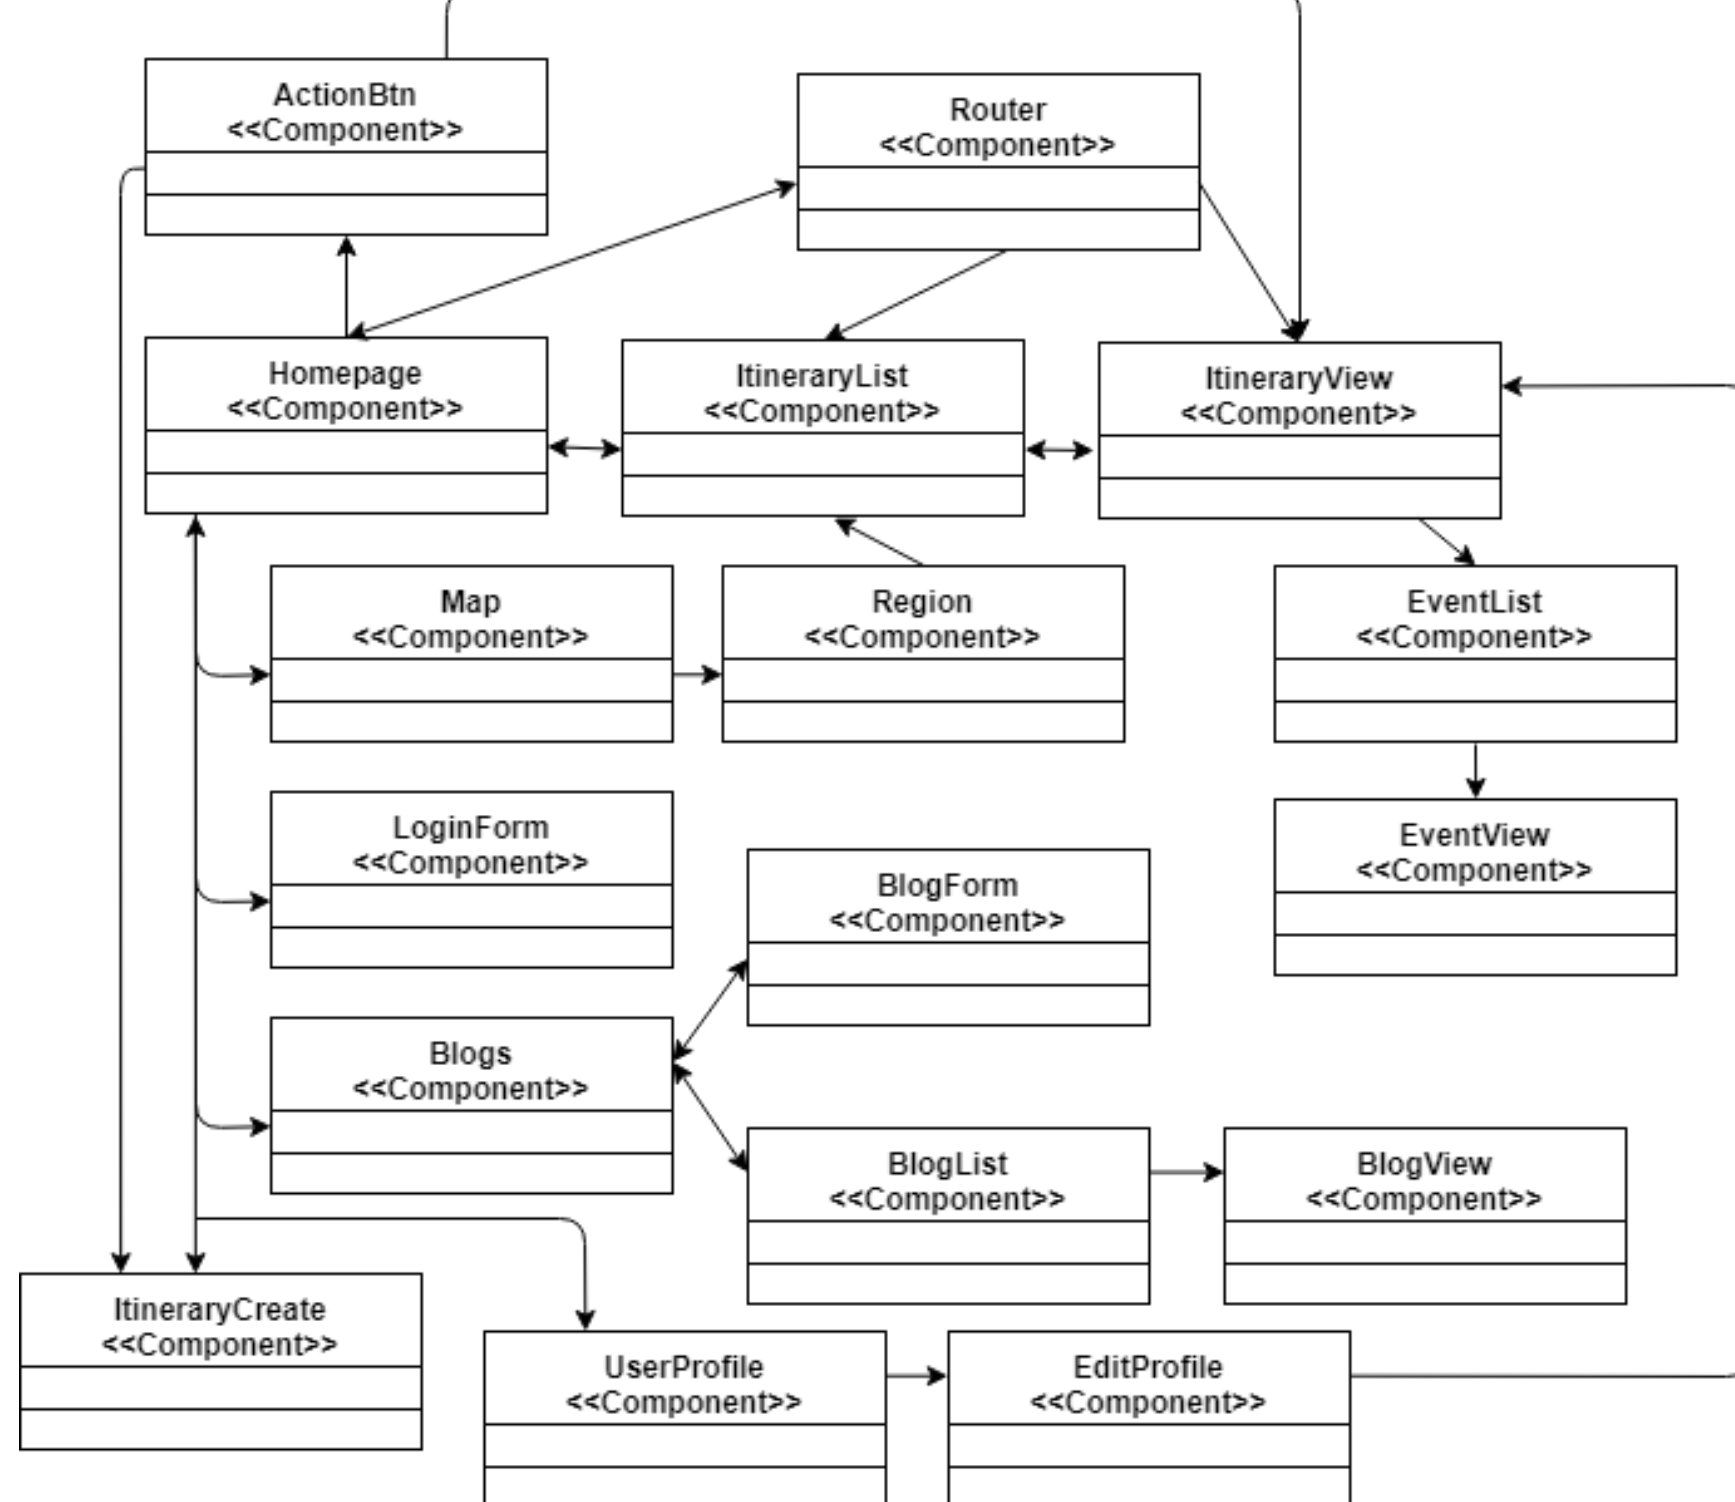 ActionBtn
<<Component>>
Router
<<Component>>
Homepage
<<Component>>
ItineraryList
<<Component>>
ItineraryView
<<Component>>
Map
<<Component>>
Region
<<Component>>
EventList
<<Component>>
LoginForm
<<Component>>
EventView
<<Component>>
BlogForm
<<Component>>
Blogs
<<Component>>
BlogList
<<Component>>
BlogView
<<Component>>
ItineraryCreate
<<Component>>
UserProfile
<<Component>>
EditProfile
<<Component>>